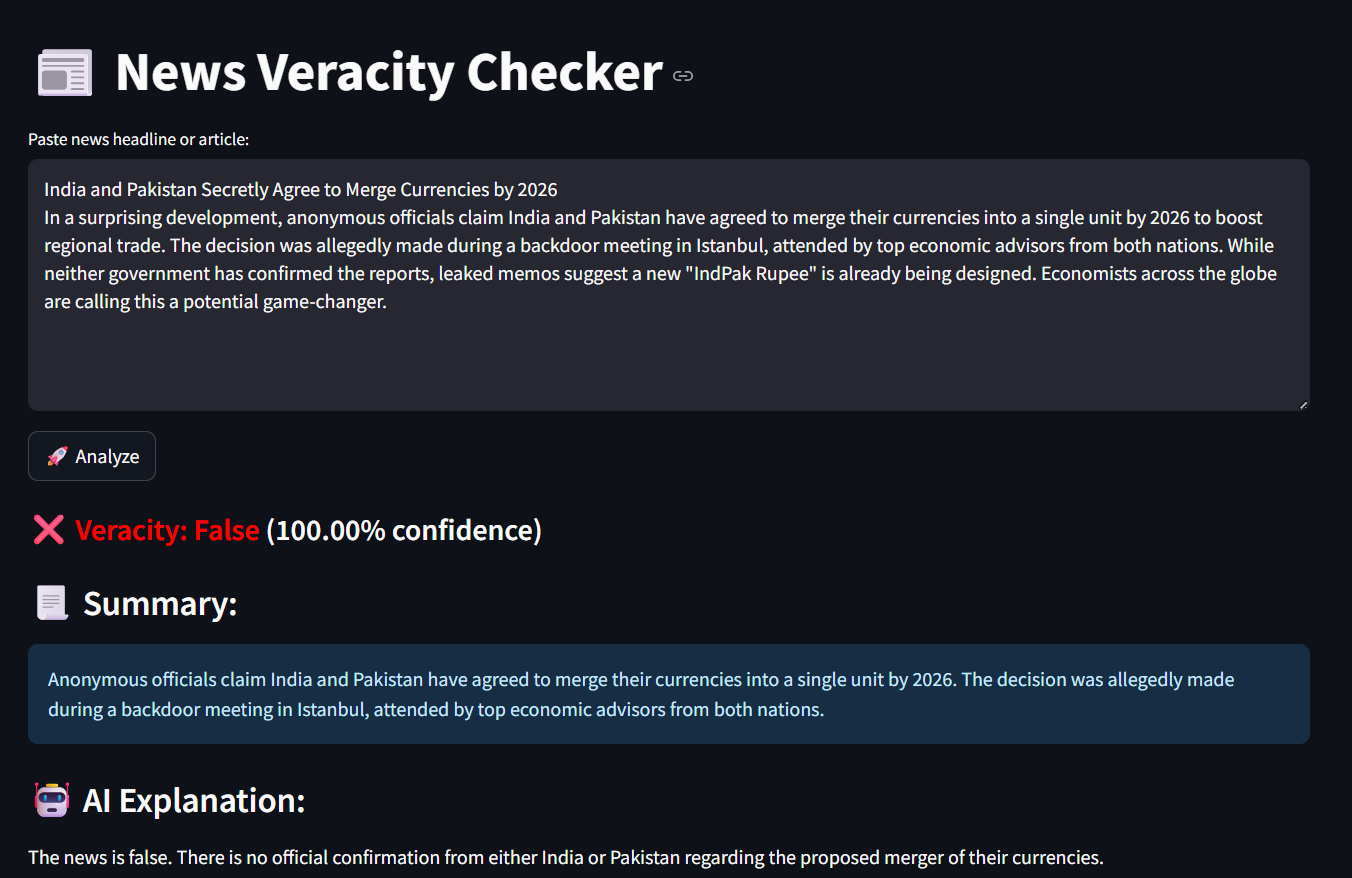 News Veracity Checker
Paste news headline or article:
India and Pakistan Secretly Agree to Merge Currencies by 2026
In a surprising development, anonymous officials claim India and Pakistan have agreed to merge their currencies into a single unit by 2026 to boost
regional trade. The decision was allegedly made during a backdoor meeting in Istanbul, attended by top economic advisors from both nations. While
neither government has confirmed the reports, leaked memos suggest a new "IndPak Rupee" is already being designed. Economists across the globe
are calling this a potential game-changer.
🚀 Analyze
❌ Veracity: False (100.00% confidence)
Summary:
Anonymous officials claim India and Pakistan have agreed to merge their currencies into a single unit by 2026. The decision was allegedly made
during a backdoor meeting in Istanbul, attended by top economic advisors from both nations.
AI Explanation:
The news is false. There is no official confirmation from either India or Pakistan regarding the proposed merger of their currencies.